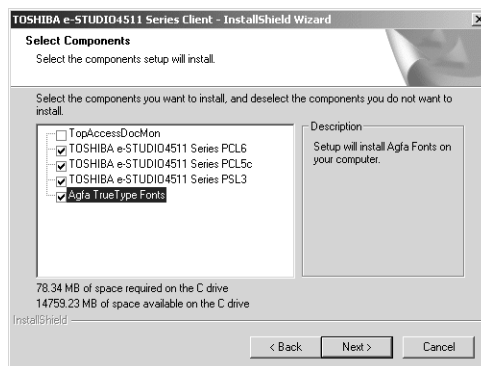 TOSHIBA e-STUDIO4511 Series Client - InstallShield Wizard
Select Components
Select the components setup will install.
Select the components you want to install, and deselect the components you do not want to
install.
TopAccessDocMon
TOSHIBA e-STUDIO4511 Series PCL6
TOSHIBA e-STUDIO4511 Series PCL5c
TOSHIBA e-STUDIO4511 Series PSL3
Agfa TrueType Fonts
Description
Setup will install Agfa Fonts on
your computer.
78.34 MB of space required on the C drive
14759.23 MB of space available on the C drive
InstallShield
< Back
Next >
Cancel